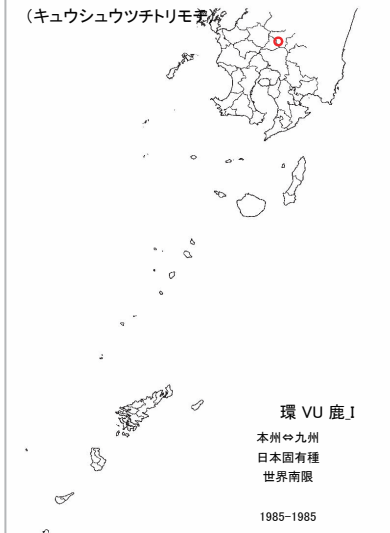 (キュウシュウツチトリモチ)
環 VU 鹿_I
本州⇔九州
日本固有種
世界南限
1985-1985